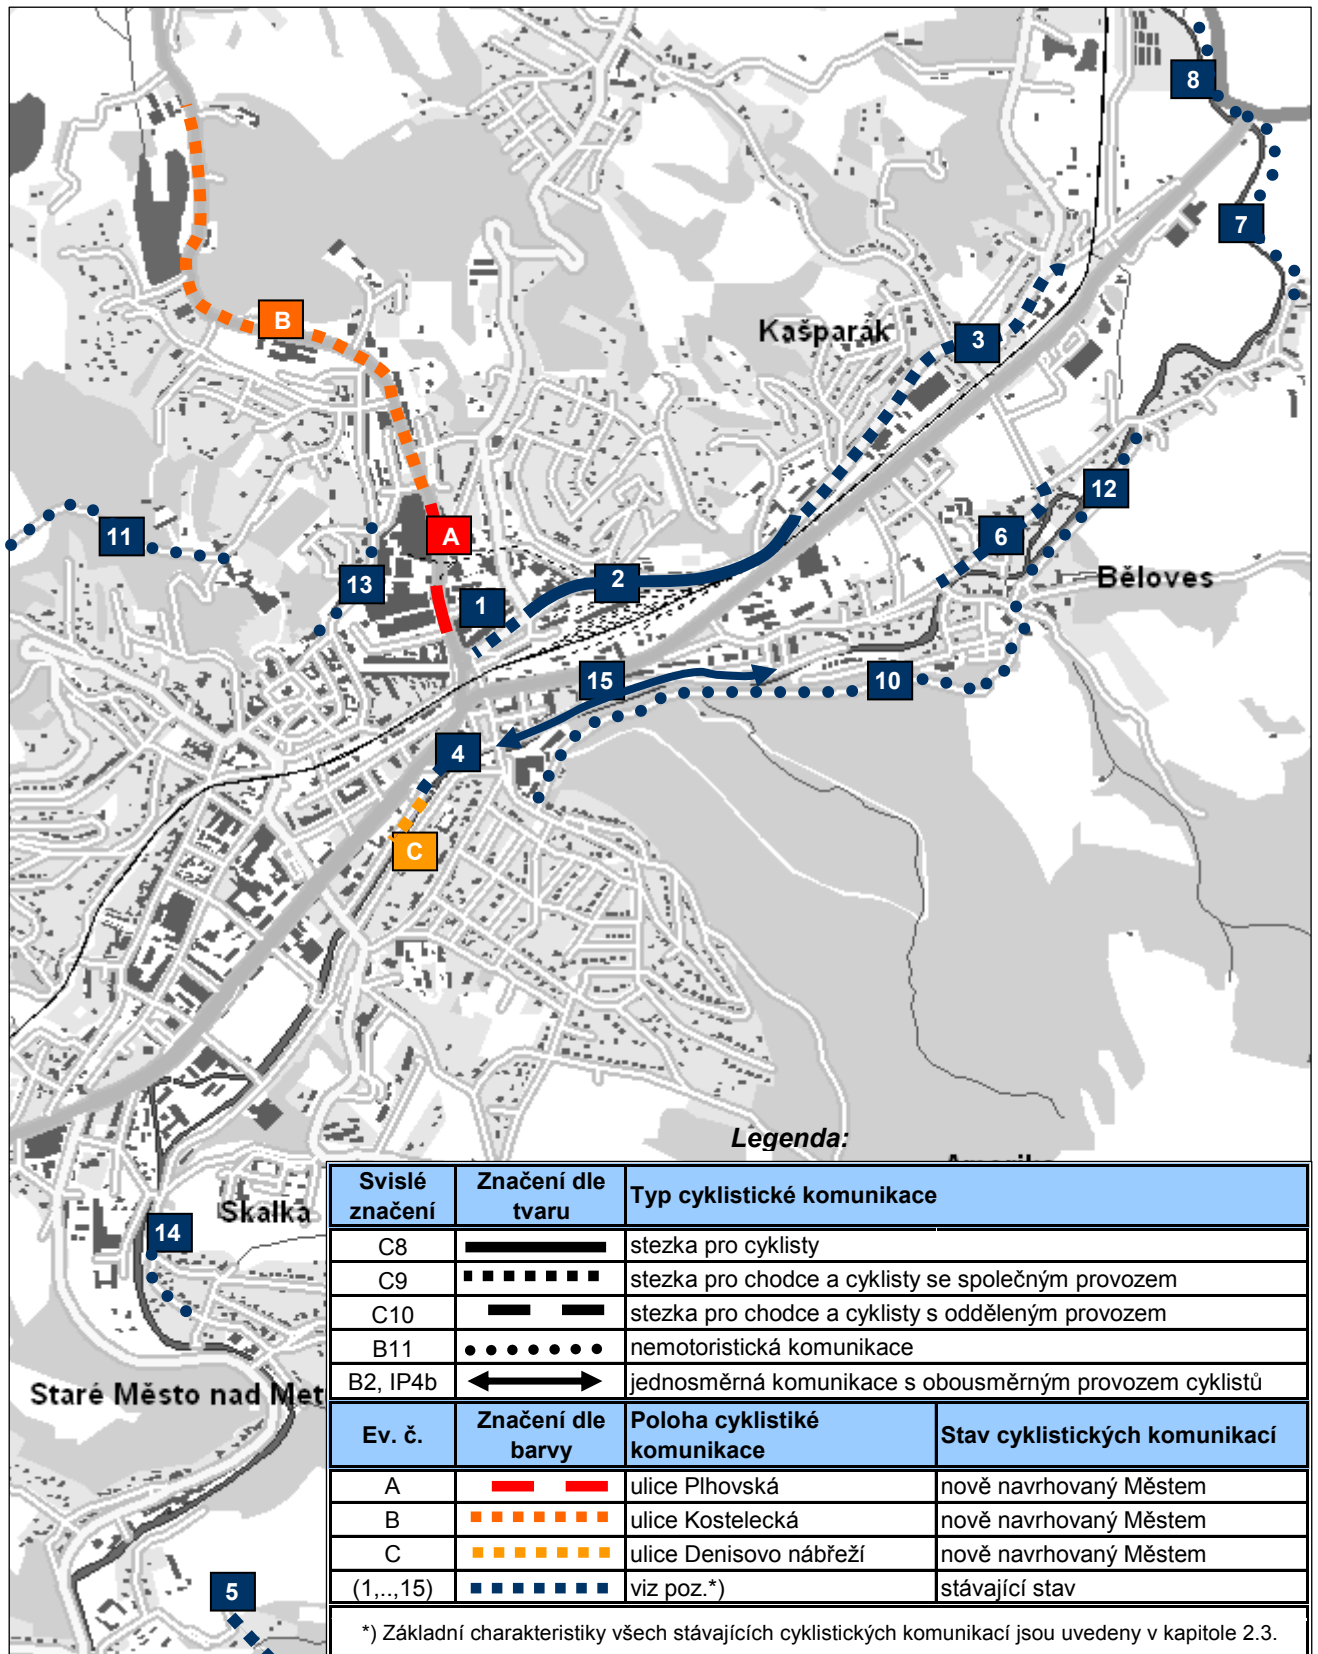 8
7
B
Kašparák
3
12
11
A
6
2
13
1
Běloves
15
10
4
C
Legenda:
Svislé značení
Značení dle tvaru
Typ cyklistické komunikace
C8
stezka pro cyklisty
C9
stezka pro chodce a cyklisty se společným provozem
C10
stezka pro chodce a cyklisty s odděleným provozem
B11
nemotoristická komunikace
B2, IP4b
jednosměrná komunikace s obousměrným provozem cyklistů
Ev. č.
Značení dle barvy
Poloha cyklistiké komunikace
Stav cyklistických komunikací
A
ulice Plhovská
nově navrhovaný Městem
B
ulice Kostelecká
nově navrhovaný Městem
C
ulice Denisovo nábřeží
nově navrhovaný Městem
(1,..,15)
viz poz.*)
stávající stav
*) Základní charakteristiky všech stávajících cyklistických komunikací jsou uvedeny v kapitole 2.3.
Skalka
14
Staré Město nad Met
5